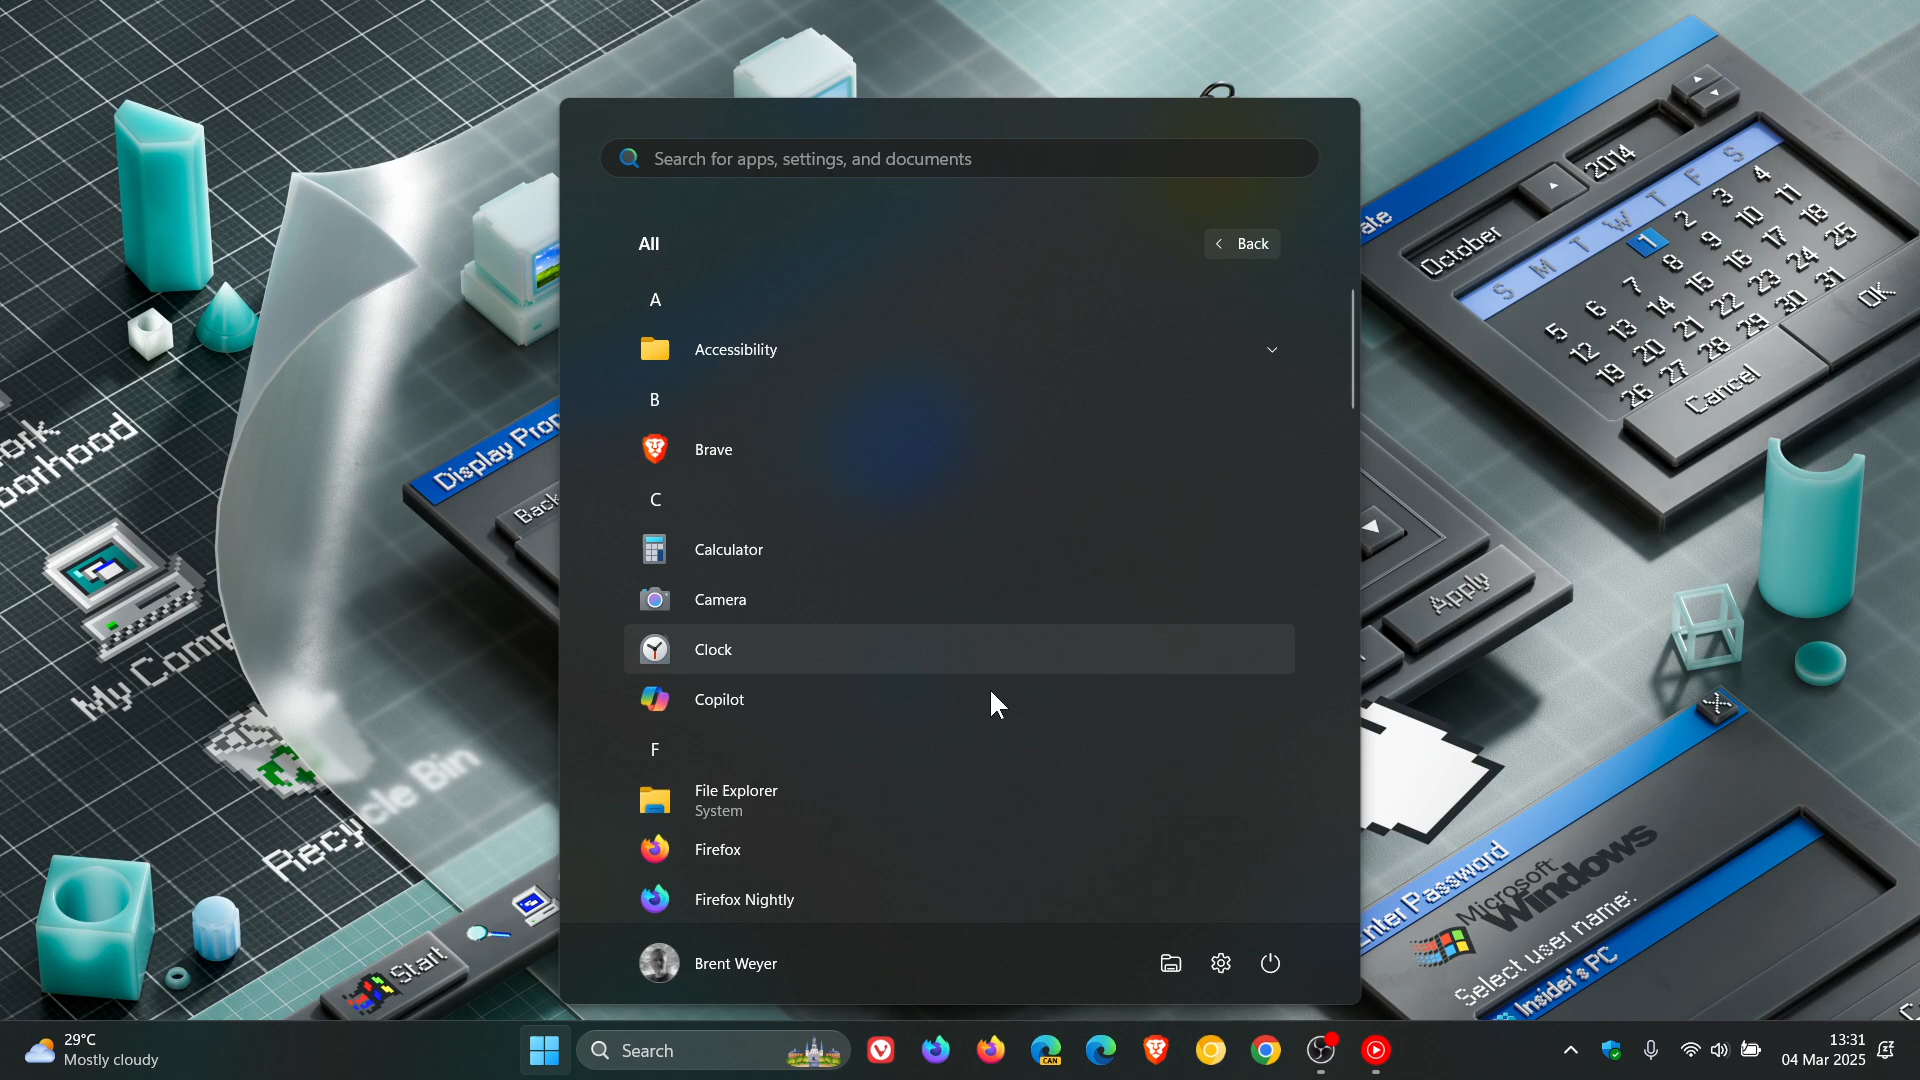 Search for apps, settings, and documents
All
Back
A
Accessibility
B
Brave
C
Calculator
Camera
Clock
Copilot
F
File Explorer
System
Firefox
Firefox Nightly
Brent Weyer
October
2014
S M T W T F S
1 2 3 4
5 6 7 8 9 10 11
12 13 14 15 16 17 18
19 20 21 22 23 24 25
26 27 28 29 30 31
OK
Cancel
Display Prop
Back
Apply
My Comp
Recycle Bin
Start
Enter Password
Microsoft
Windows
Select user name:
Insider's PC
29°C
Mostly cloudy
Search
CAN
13:31
04 Mar 2025